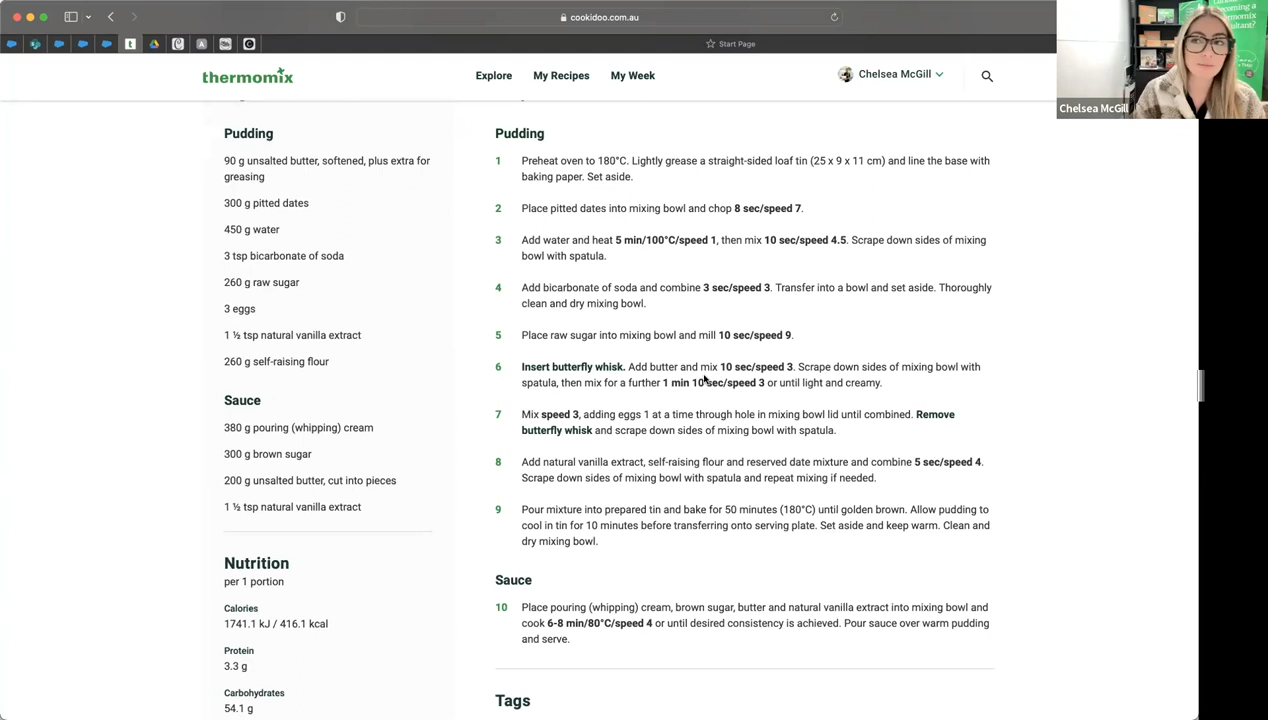 cookidoo.com.au
Start Page
thermomix
Explore
My Recipes
My Week
Chelsea McGill
Pudding
90 g unsalted butter, softened, plus extra for
greasing
300 g pitted dates
450 g water
3 tsp bicarbonate of soda
260 g raw sugar
3 eggs
1 ½ tsp natural vanilla extract
260 g self-raising flour
Sauce
380 g pouring (whipping) cream
300 g brown sugar
200 g unsalted butter, cut into pieces
1 ½ tsp natural vanilla extract
Nutrition
per 1 portion
Calories
1741.1 kJ / 416.1 kcal
Protein
3.3 g
Carbohydrates
54.1 g
Pudding
1 Preheat oven to 180°C. Lightly grease a straight-sided loaf tin (25 x 9 x 11 cm) and line the base with
baking paper. Set aside.
2 Place pitted dates into mixing bowl and chop 8 sec/speed 7.
3 Add water and heat 5 min/100°C/speed 1, then mix 10 sec/speed 4.5. Scrape down sides of mixing
bowl with spatula.
4 Add bicarbonate of soda and combine 3 sec/speed 3. Transfer into a bowl and set aside. Thoroughly
clean and dry mixing bowl.
5 Place raw sugar into mixing bowl and mill 10 sec/speed 9.
6 Insert butterfly whisk. Add butter and mix 10 sec/speed 3. Scrape down sides of mixing bowl with
spatula, then mix for a further 1 min 10 sec/speed 3 or until light and creamy.
7 Mix speed 3, adding eggs 1 at a time through hole in mixing bowl lid until combined. Remove
butterfly whisk and scrape down sides of mixing bowl with spatula.
8 Add natural vanilla extract, self-raising flour and reserved date mixture and combine 5 sec/speed 4.
Scrape down sides of mixing bowl with spatula and repeat mixing if needed.
9 Pour mixture into prepared tin and bake for 50 minutes (180°C) until golden brown. Allow pudding to
cool in tin for 10 minutes before transferring onto serving plate. Set aside and keep warm. Clean and
dry mixing bowl.
Sauce
10 Place pouring (whipping) cream, brown sugar, butter and natural vanilla extract into mixing bowl and
cook 6-8 min/80°C/speed 4 or until desired consistency is achieved. Pour sauce over warm pudding
and serve.
Tags
Chelsea McGill